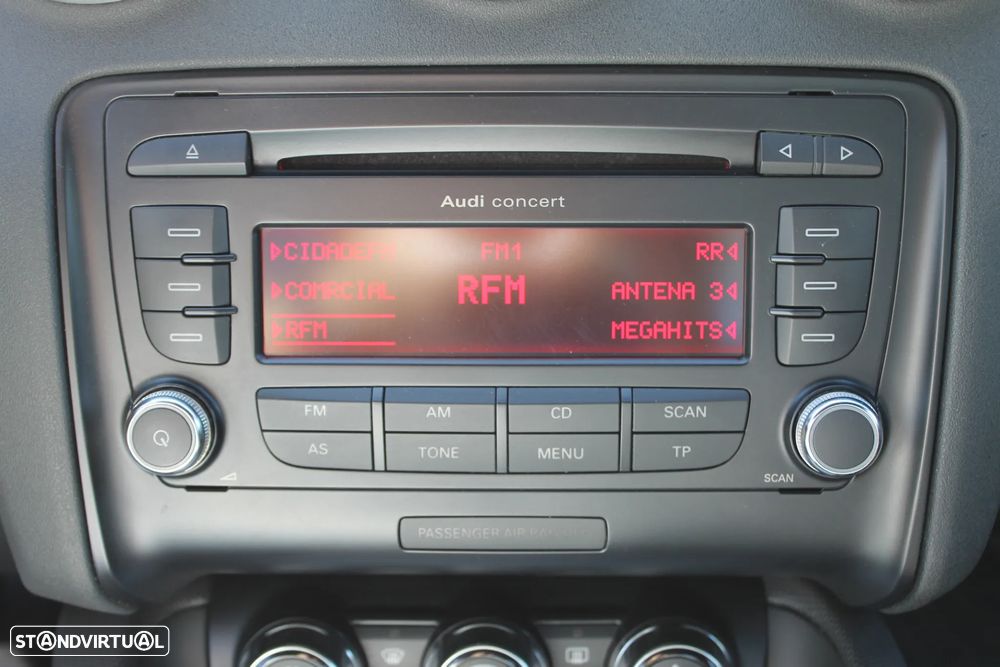 Audi concert
CIDADEFM FM1 RR
COMRCIAL RFM ANTENA 3
RFM MEGAHITS
FM AM CD SCAN
AS TONE MENU TP
SCAN
PASSENGER AIR BAG OFF
STANDVIRTUAL